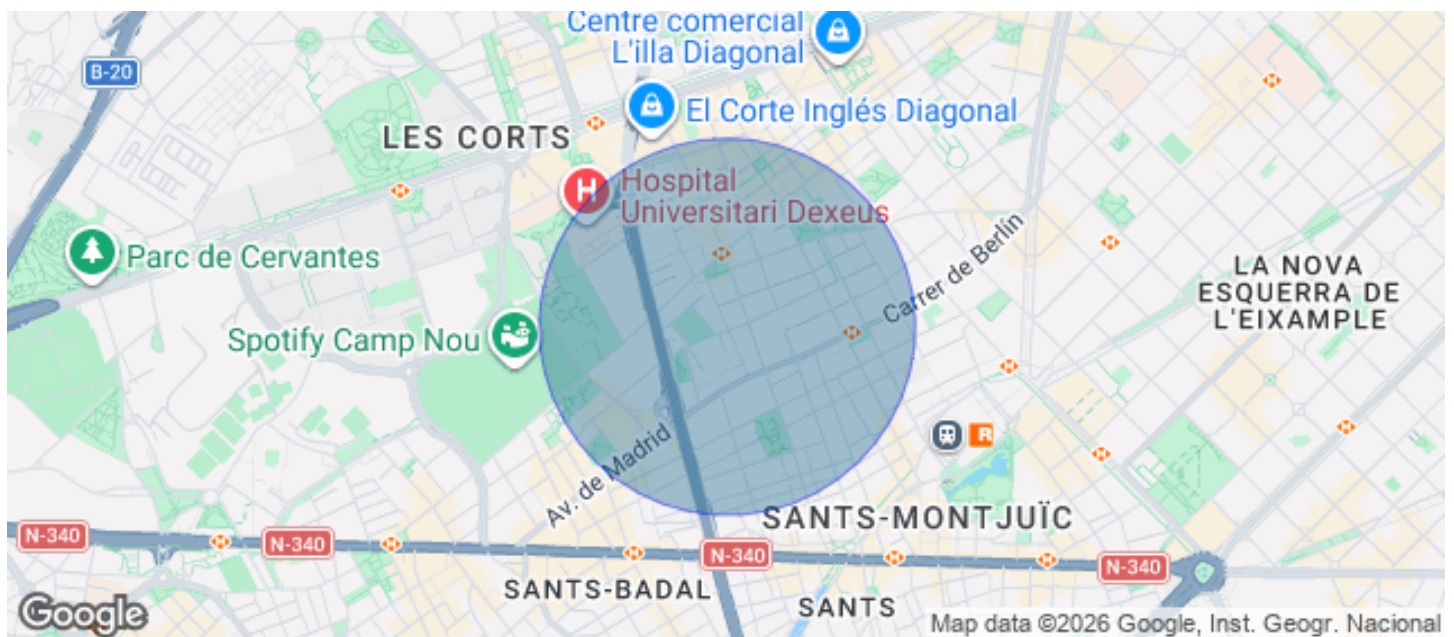 Centre comercial
L'illa Diagonal
B-20
El Corte Inglés Diagonal
LES CORTS
H
Hospital
Universitari Dexeus
Parc de Cervantes
Carrer de Berlín
LA NOVA
ESQUERRA DE
L'EIXAMPLE
Spotify Camp Nou
R
Av. de Madrid
SANTS-MONTJUÏC
N-340
N-340
N-340
N-340
SANTS-BADAL
SANTS
Google
Map data ©2026 Google, Inst. Geogr. Nacional